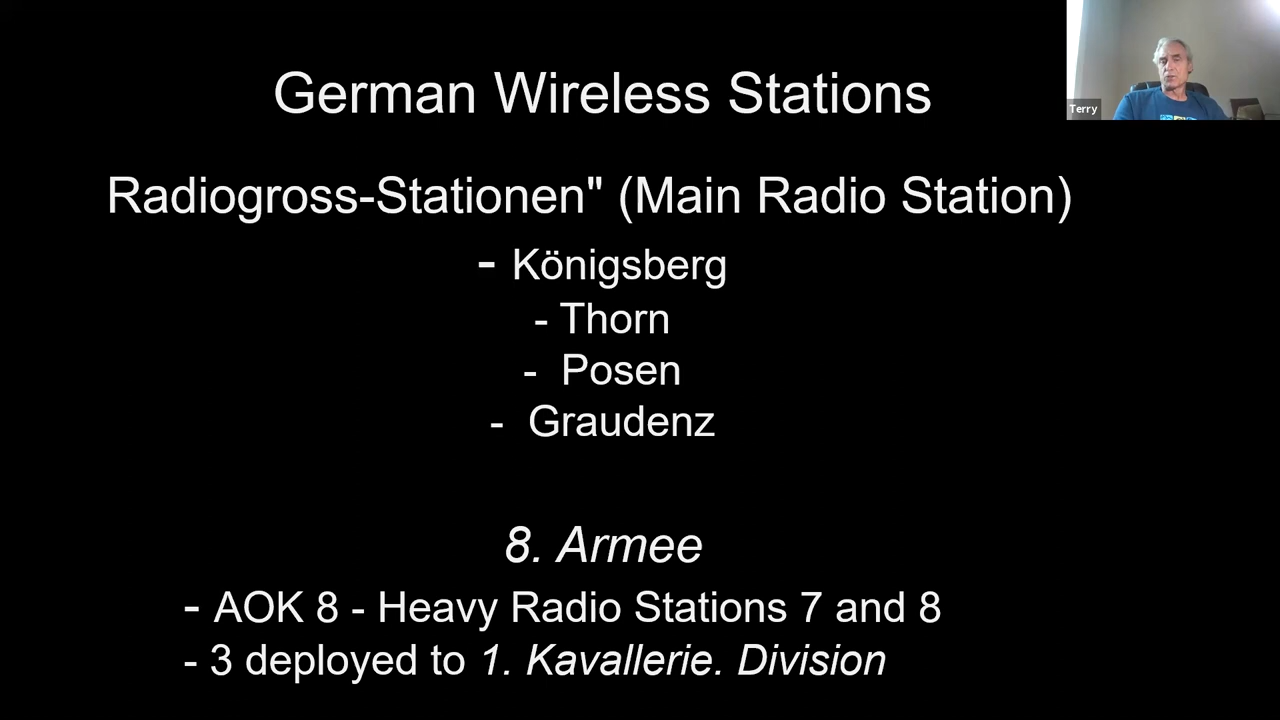 German Wireless Stations
Terry
Radiogross-Stationen" (Main Radio Station)
- Königsberg
- Thorn
- Posen
- Graudenz
8. Armee
- AOK 8 - Heavy Radio Stations 7 and 8
- 3 deployed to 1. Kavallerie. Division